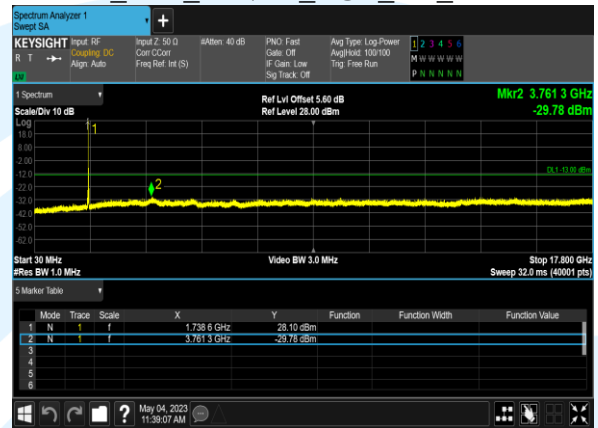 Spectrum Analyzer 1
Swept SA
KEYSIGHT Input: RF Input Z: 50 Ω #Atten: 40 dB PNO: Fast Avg Type: Log-Power 1 2 3 4 5 6
R T Coupling: DC Corr CCorr Gate: Off Avg|Hold: 100/100 M W W W W W
Align: Auto Freq Ref: Int (S) IF Gain: Low Trig: Free Run
LV Sig Track: Off P N N N N N
1 Spectrum Ref Lvl Offset 5.60 dB Mkr2 3.761 3 GHz
Scale/Div 10 dB Ref Level 28.00 dBm -29.78 dBm
Log
1
18.0
8.00
-2.00
DL1 -13.00 dBm
-12.0
2
-22.0
-32.0
-42.0
-52.0
-62.0
Start 30 MHz Video BW 3.0 MHz Stop 17.800 GHz
#Res BW 1.0 MHz Sweep 32.0 ms (40001 pts)
5 Marker Table
Mode Trace Scale X Y Function Function Width Function Value
1 N 1 f 1.738 6 GHz 28.10 dBm
2 N 1 f 3.761 3 GHz -29.78 dBm
3
4
5
6
? May 04, 2023
11:39:07 AM